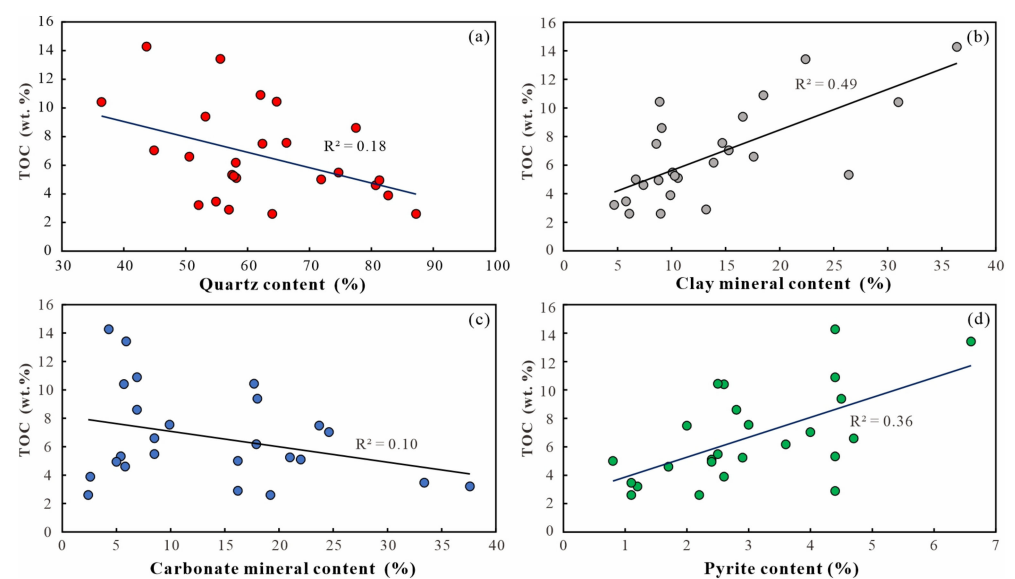 16
14
12
10
8
6
4
2
0
TOC (wt. %)
(a)
R² = 0.18
30 40 50 60 70 80 90 100
Quartz content (%)
16
14
12
10
8
6
4
2
0
TOC (wt. %)
(b)
R² = 0.49
0 5 10 15 20 25 30 35 40
Clay mineral content (%)
16
14
12
10
8
6
4
2
0
TOC (wt. %)
(c)
R² = 0.10
0 5 10 15 20 25 30 35 40
Carbonate mineral content (%)
16
14
12
10
8
6
4
2
0
TOC (wt. %)
(d)
R² = 0.36
0 1 2 3 4 5 6 7
Pyrite content (%)